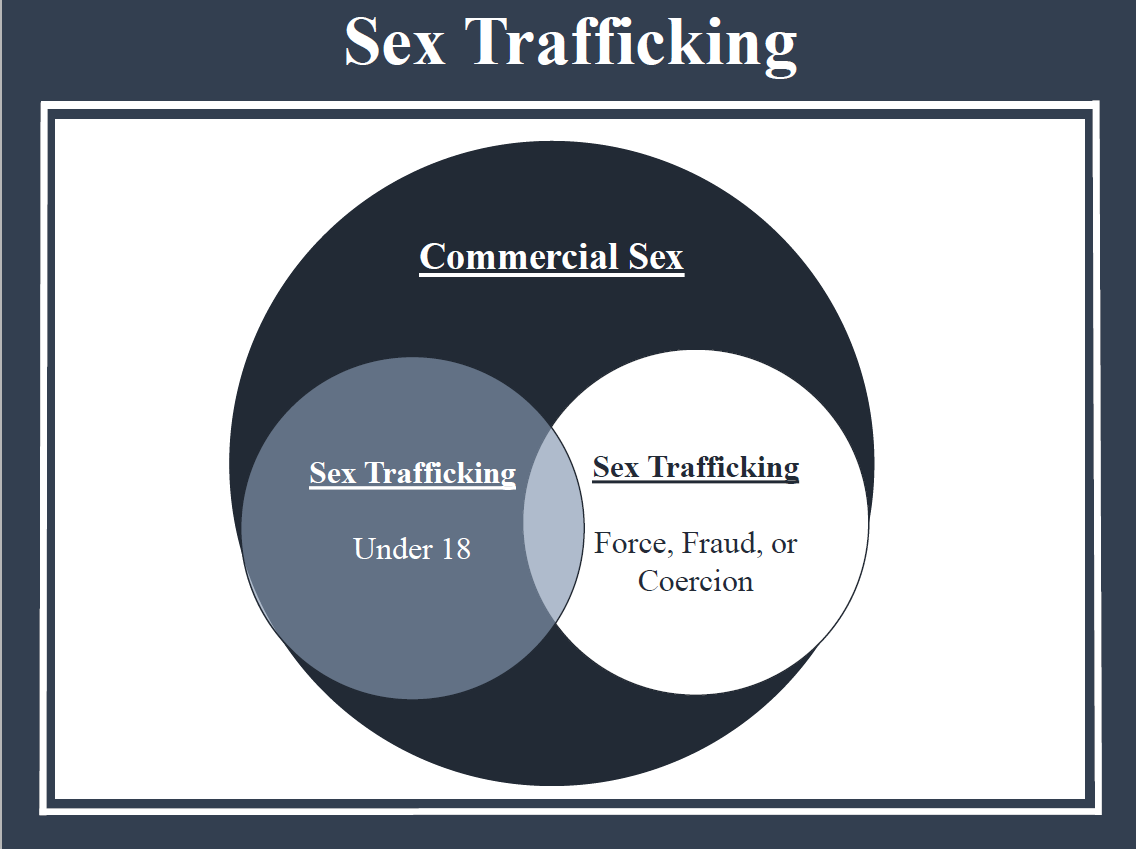 Sex Trafficking
Commercial Sex
Sex Trafficking
Under 18
Sex Trafficking
Force, Fraud, or
Coercion